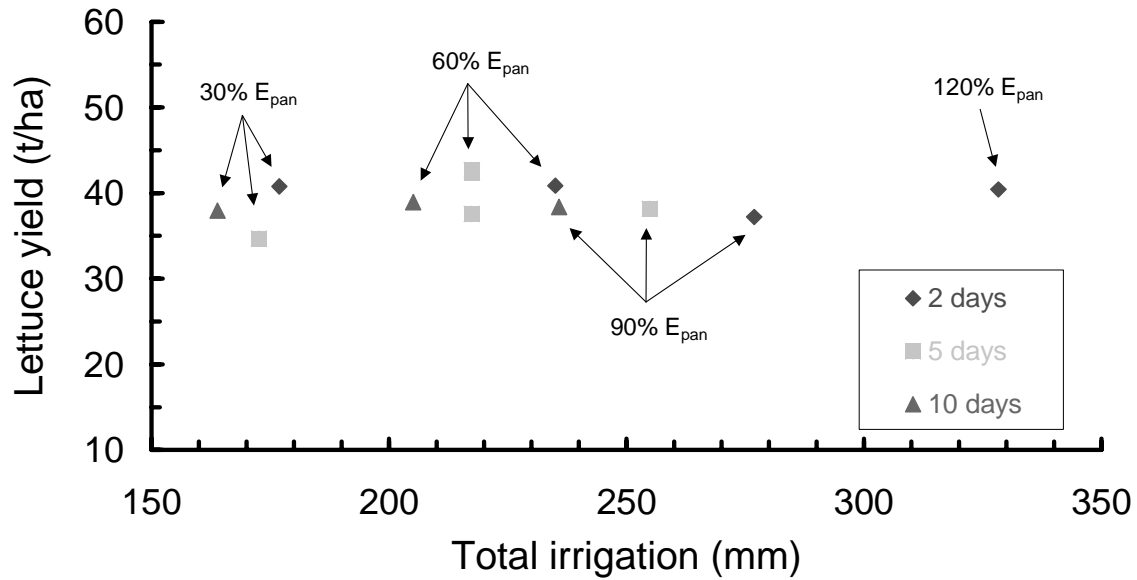 60
50
40
30
20
10
Lettuce yield (t/ha)
30% Epan
60% Epan
120% Epan
90% Epan
2 days
5 days
10 days
150 200 250 300 350
Total irrigation (mm)